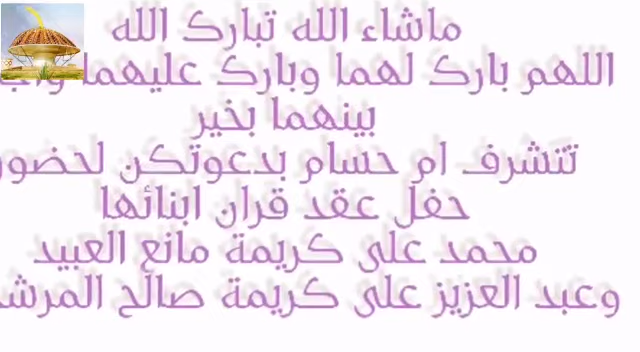 ماشاء الله تبارك الله
اللهم بارك لهما وبارك عليهما
بينهما بخير
تتشرف ام حسام بدعوتكن لحضور
حفل عقد قران ابنائها
محمد على كريمة مانع العبيد
وعبد العزيز على كريمة صالح